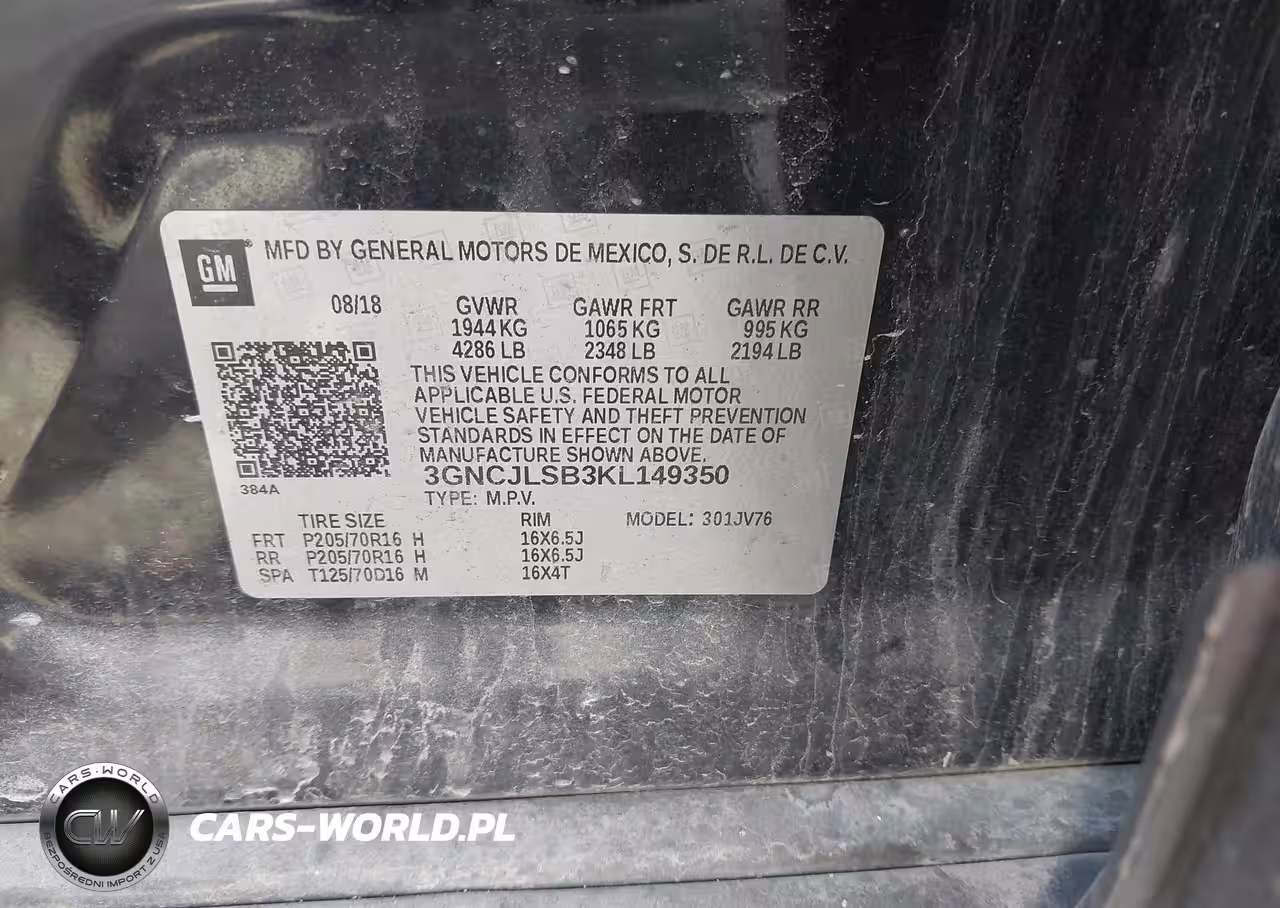 GM
MFD BY GENERAL MOTORS DE MEXICO, S. DE R.L. DE C.V.
08/18 GVWR GAWR FRT GAWR RR
1944 KG 1065 KG 995 KG
4286 LB 2348 LB 2194 LB
THIS VEHICLE CONFORMS TO ALL
APPLICABLE U.S. FEDERAL MOTOR
VEHICLE SAFETY AND THEFT PREVENTION
STANDARDS IN EFFECT ON THE DATE OF
MANUFACTURE SHOWN ABOVE.
3GNCJLSB3KL149350
384A
TYPE: M.P.V.
TIRE SIZE RIM MODEL: 301JV76
FRT P205/70R16 H 16X6.5J
RR P205/70R16 H 16X6.5J
SPA T125/70D16 M 16X4T
CARS-WORLD
CW
BEZPOŚREDNI IMPORT Z USA
CARS-WORLD.PL